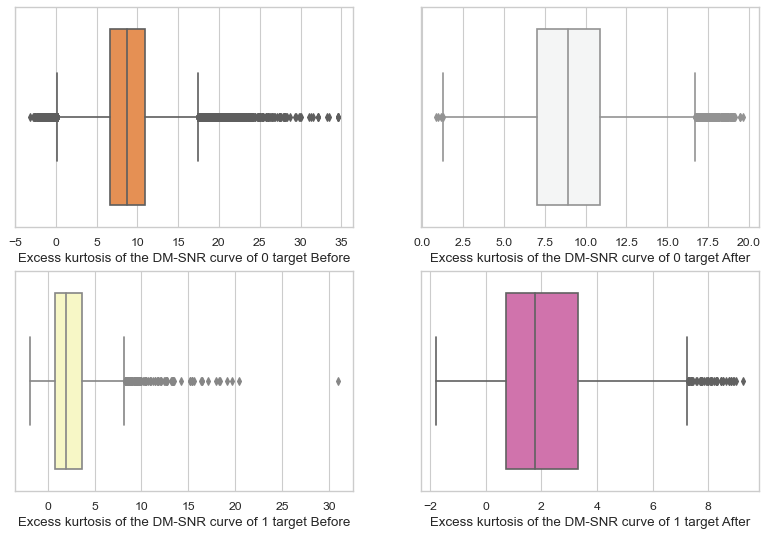 -5 0 5 10 15 20 25 30 35
Excess kurtosis of the DM-SNR curve of 0 target Before
0.0 2.5 5.0 7.5 10.0 12.5 15.0 17.5 20.0
Excess kurtosis of the DM-SNR curve of 0 target After
0 5 10 15 20 25 30
Excess kurtosis of the DM-SNR curve of 1 target Before
−2 0 2 4 6 8
Excess kurtosis of the DM-SNR curve of 1 target After